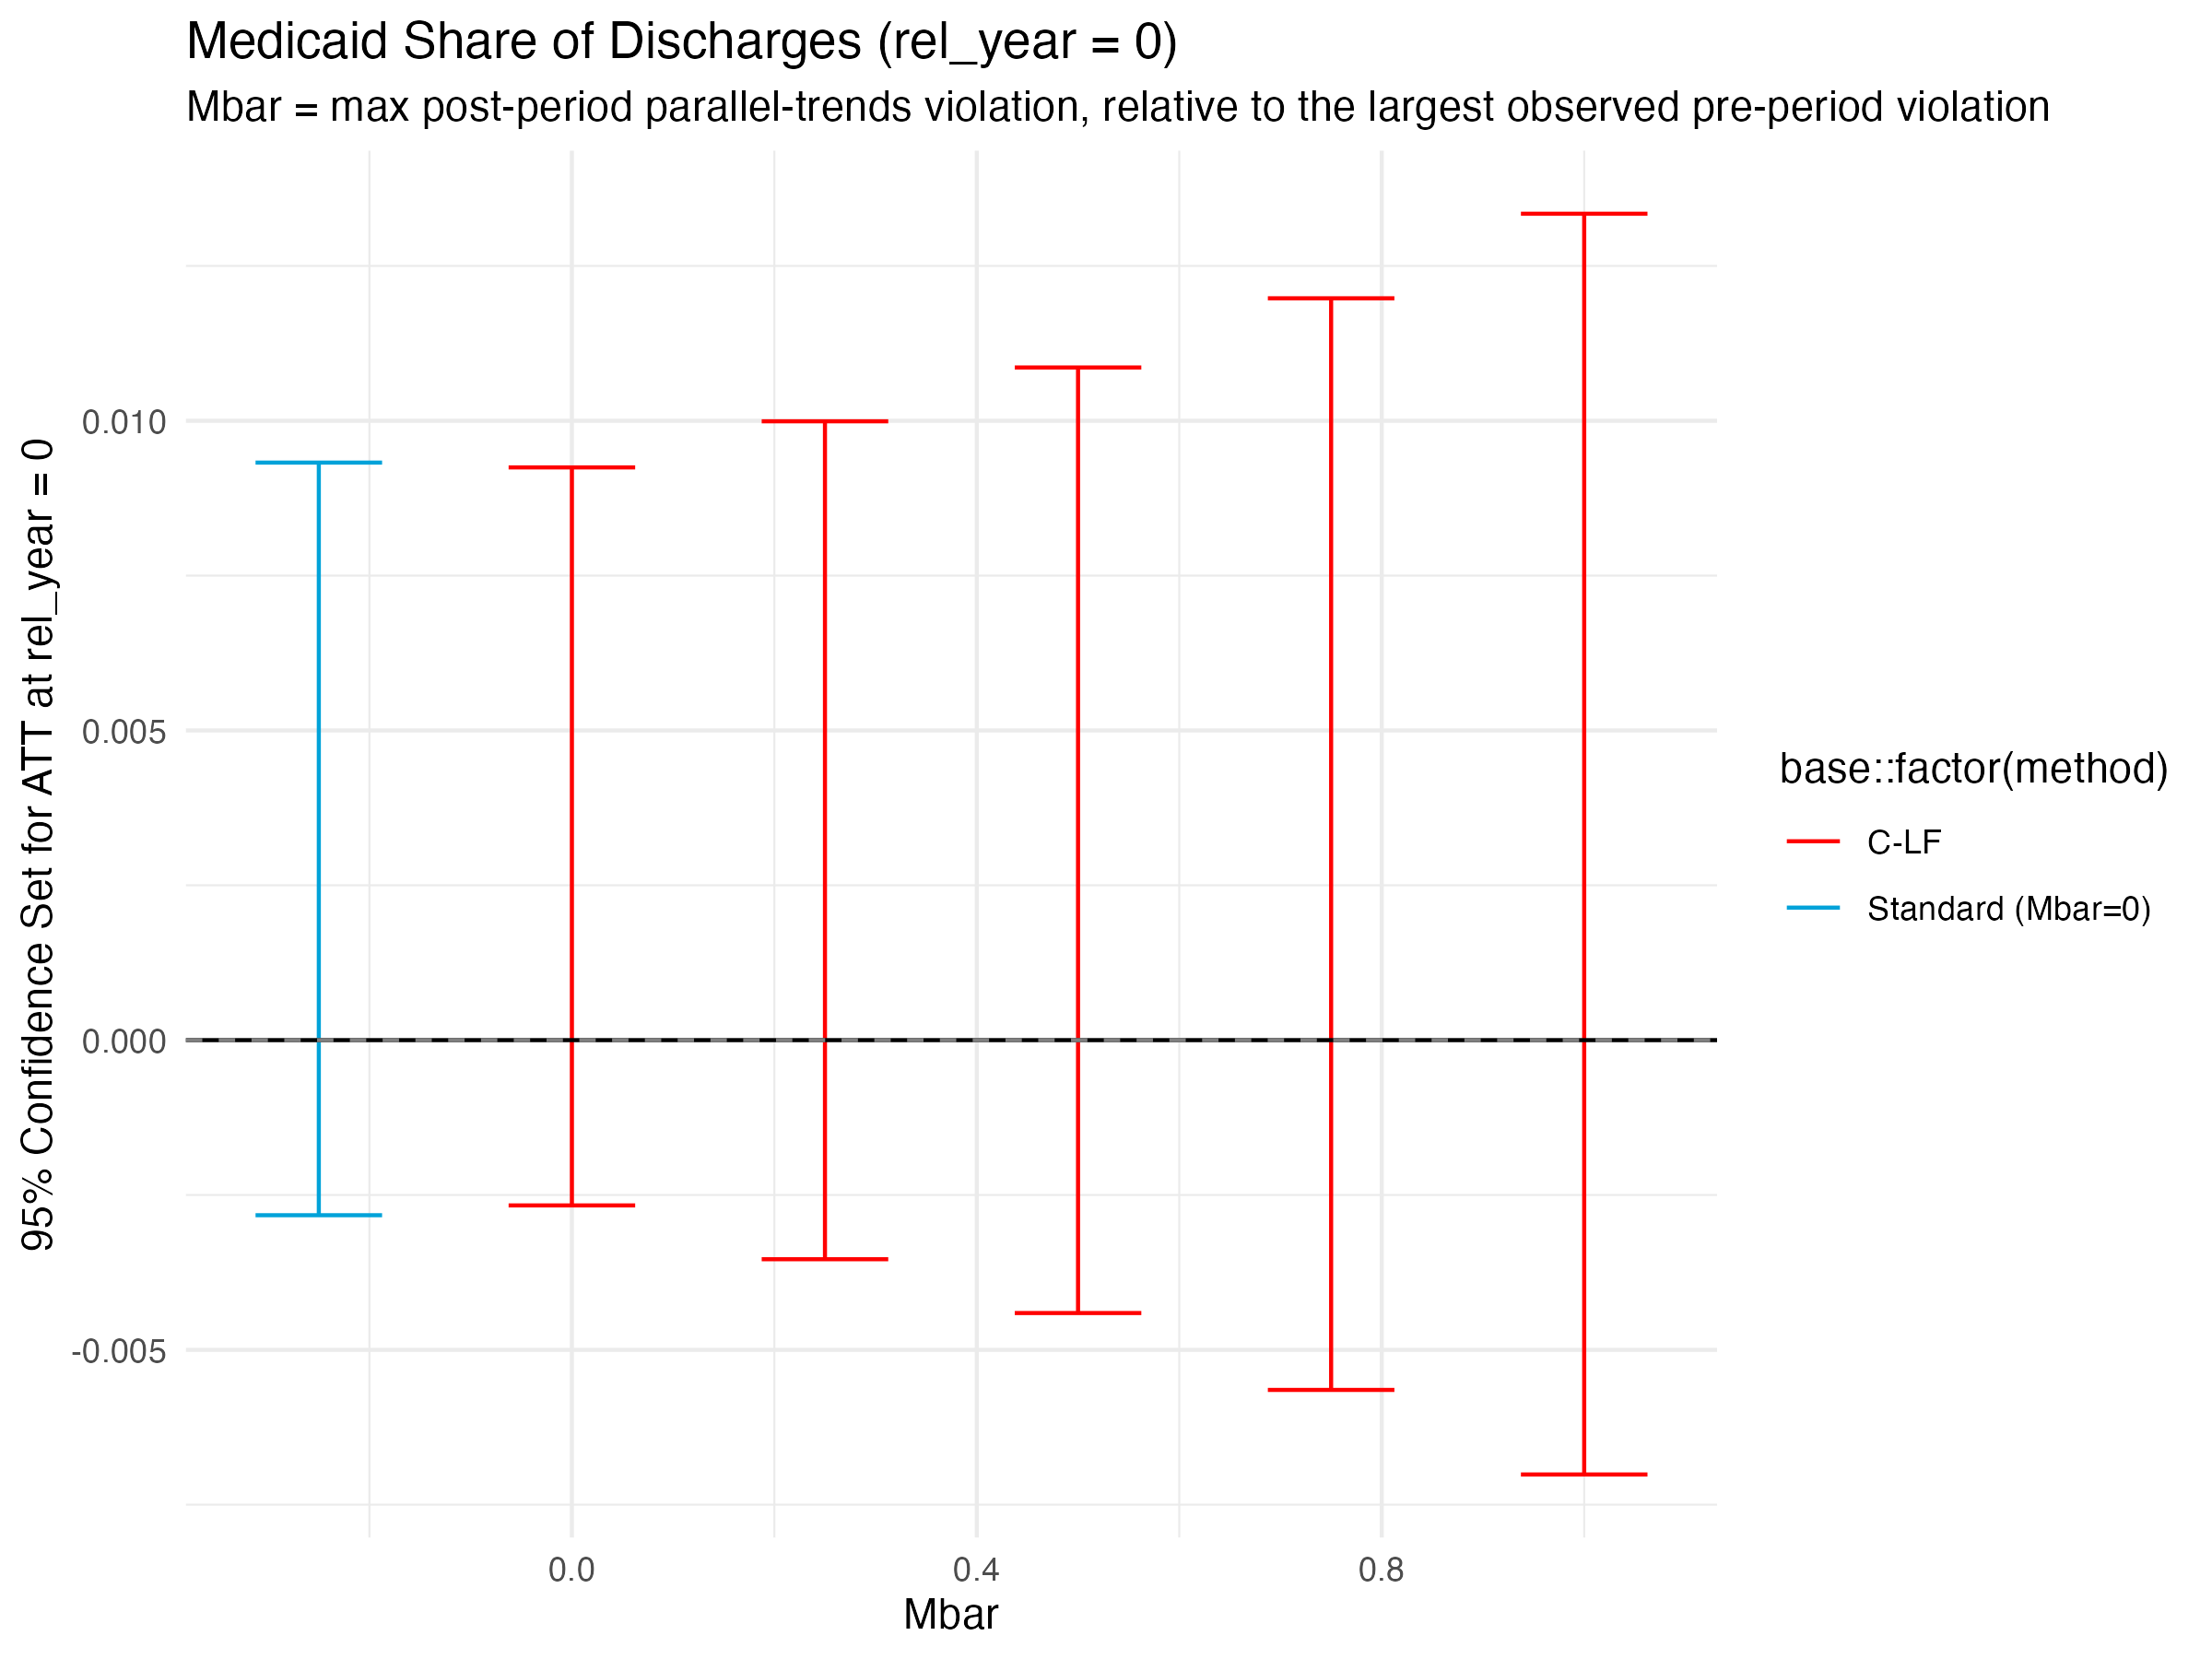 Medicaid Share of Discharges (rel_year = 0)
Mbar = max post-period parallel-trends violation, relative to the largest observed pre-period violation
95% Confidence Set for ATT at rel_year = 0
0.010
0.005
0.000
-0.005
0.0
0.4
0.8
Mbar
base::factor(method)
C-LF
Standard (Mbar=0)